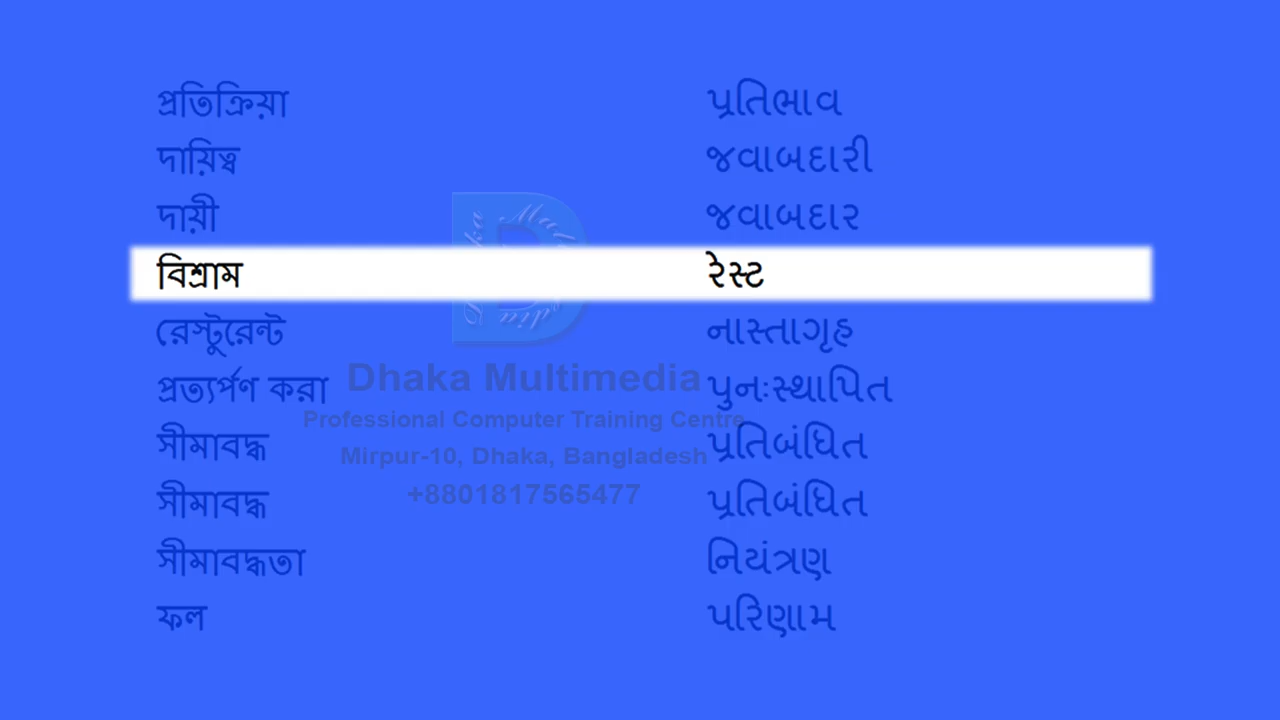 প্রতিক্রিয়া પ્રતિભાવ
দায়িত্ব જવાબદારી
দায়ী જવાબદાર
বিশ্রাম રેસ્ટ
রেস্টুরেন্ট નાસ્તાગૃહ
প্রত্যর্পণ করা પુનઃસ્થાપિત
সীমাবদ্ধ પ્રતિબંધિત
সীমাবদ্ধ પ્રતિબંધિત
সীমাবদ্ধতা નિયંત્રણ
ফল પરિણામ
Dhaka Multimedia
Professional Computer Training Centre
Mirpur-10, Dhaka, Bangladesh
+8801817565477